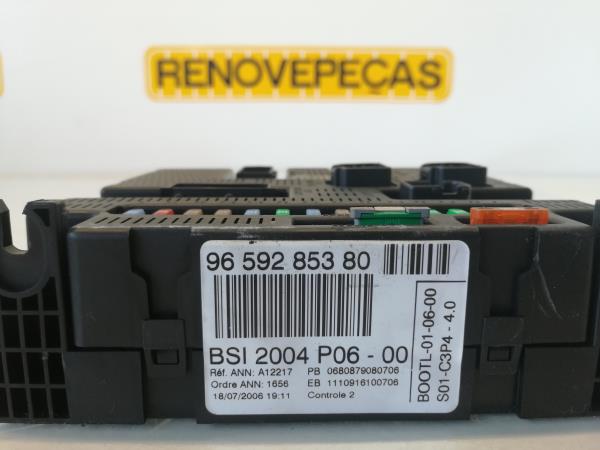 RENOVEPECAS
96 592 853 80
BSI 2004 P06 - 00
Réf. ANN: A12217 PB 0680879080706
Ordre ANN: 1656 EB 1110916100706
18/07/2006 19:11 Controle 2
BOOTL-01-06-00
S01-C3P4 - 4.0